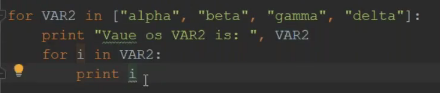 for VAR2 in ["alpha", "beta", "gamma", "delta"]:
    print "Vaue os VAR2 is: ", VAR2
    for i in VAR2:
        print i